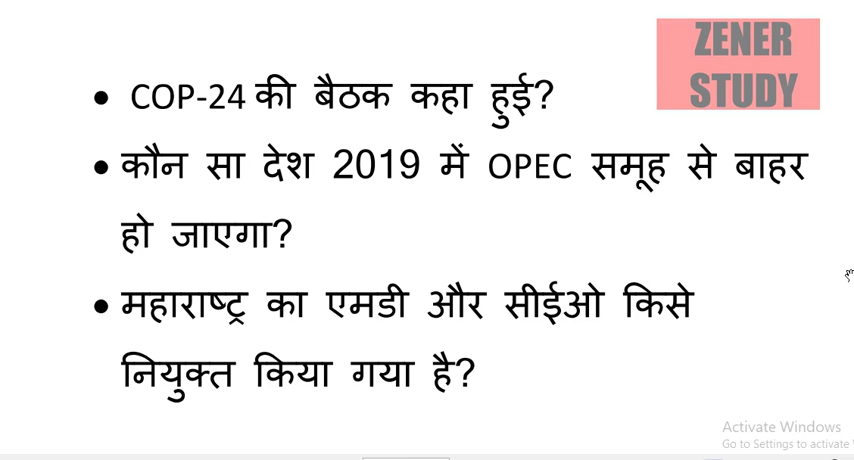 ZENER
STUDY
• COP-24 की बैठक कहा हुई?
• कौन सा देश 2019 में OPEC समूह से बाहर
हो जाएगा?
• महाराष्ट्र का एमडी और सीईओ किसे
नियुक्त किया गया है?
Activate Windows
Go to Settings to activate